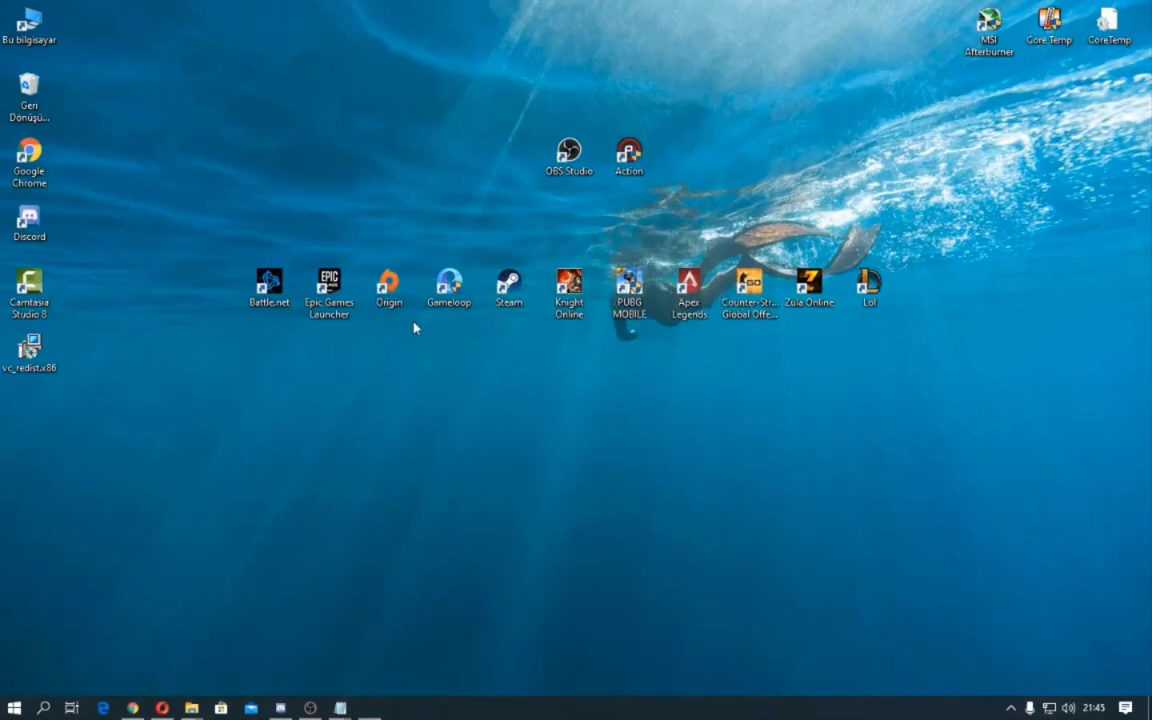 Bu bilgisayar
Geri
Dönüşü...
Google
Chrome
Discord
Camtasia
Studio 8
vc_redist.x86
MSI
Afterburner
Core Temp
CoreTemp
OBS Studio
Action
Battle.net
EPIC
Epic Games
Launcher
Origin
Gameloop
Steam
Knight
Online
PUBG
MOBILE
Apex
Legends
GO
Counter-Str...
Global Offe...
Zula Online
Lol
21:45